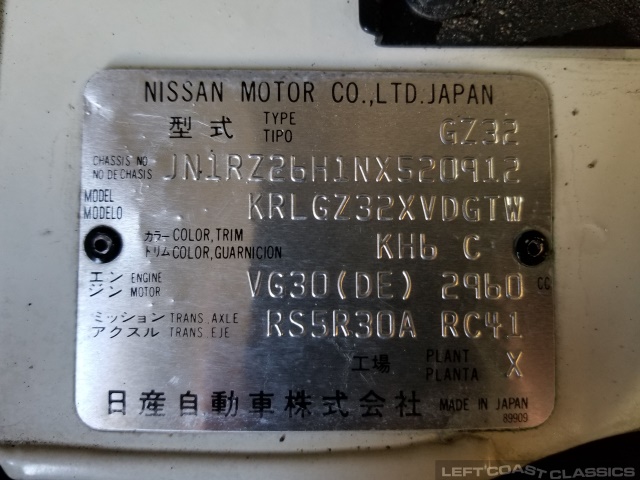 NISSAN MOTOR CO.,LTD.JAPAN
型式 TYPE TIPO GZ32
CHASSIS NO NO DE CHASIS JN1RZ26H1NX520912
MODEL MODELO KRLGZ32XVDGTW
カラー COLOR, TRIM
トリム COLOR, GUARNICION KH6 C
エンジン ENGINE MOTOR VG30(DE) 2960 CC
ミッション TRANS. AXLE
アクスル TRANS. EJE RS5R30A RC41
工場 PLANT PLANTA X
日産自動車株式会社 MADE IN JAPAN
89909
LEFT COAST CLASSICS